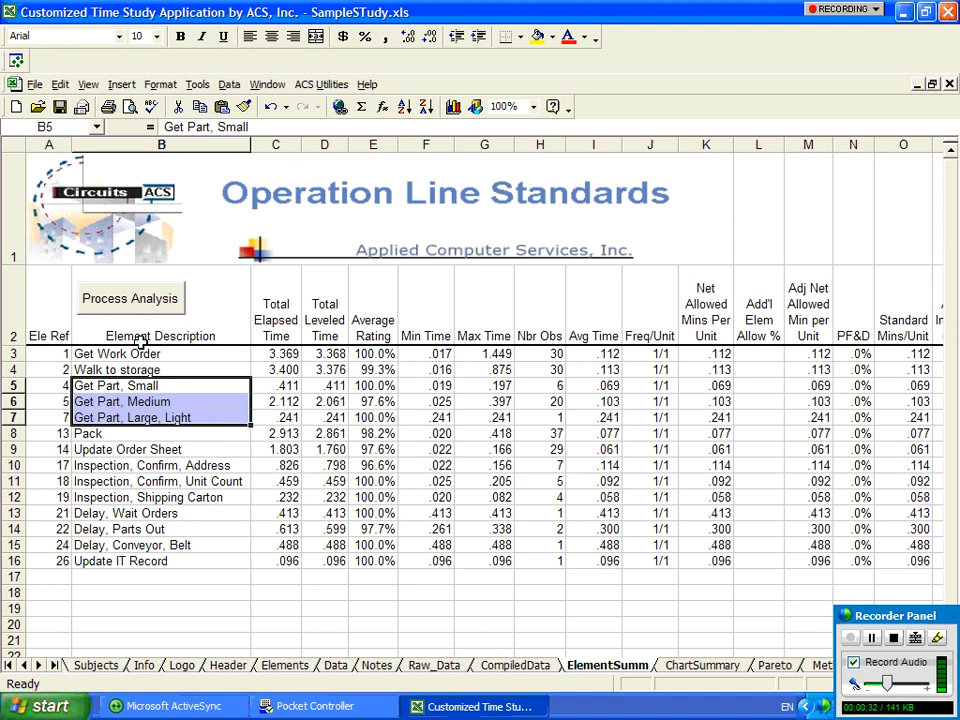 Customized Time Study Application by ACS, Inc. - SampleSTudy.xls
RECORDING
Arial 10 B I U $ % ,
File Edit View Insert Format Tools Data Window ACS Utilities Help
100%
B5 = Get Part, Small
A B C D E F G H I J K L M N O
Circuits ACS
Operation Line Standards
Applied Computer Services, Inc.
1
Process Analysis
2 Ele Ref Element Description Total Elapsed Time Total Leveled Time Average Rating Min Time Max Time Nbr Obs Avg Time Freq/Unit Net Allowed Mins Per Unit Add'l Elem Allow % Adj Net Allowed Min per Unit PF&D Standard Mins/Unit
3 1 Get Work Order 3.369 3.368 100.0% .017 1.449 30 .112 1/1 .112 .112 .0% .112
4 2 Walk to storage 3.400 3.376 99.3% .016 .875 30 .113 1/1 .113 .113 .0% .113
5 4 Get Part, Small .411 .411 100.0% .019 .197 6 .069 1/1 .069 .069 .0% .069
6 5 Get Part, Medium 2.112 2.061 97.6% .025 .397 20 .103 1/1 .103 .103 .0% .103
7 7 Get Part, Large, Light .241 .241 100.0% .241 .241 1 .241 1/1 .241 .241 .0% .241
8 13 Pack 2.913 2.861 98.2% .020 .418 37 .077 1/1 .077 .077 .0% .077
9 14 Update Order Sheet 1.803 1.760 97.6% .022 .166 29 .061 1/1 .061 .061 .0% .061
10 17 Inspection, Confirm, Address .826 .798 96.6% .022 .156 7 .114 1/1 .114 .114 .0% .114
11 18 Inspection, Confirm, Unit Count .459 .459 100.0% .025 .205 5 .092 1/1 .092 .092 .0% .092
12 19 Inspection, Shipping Carton .232 .232 100.0% .020 .082 4 .058 1/1 .058 .058 .0% .058
13 21 Delay, Wait Orders .413 .413 100.0% .413 .413 1 .413 1/1 .413 .413 .0% .413
14 22 Delay, Parts Out .613 .599 97.7% .261 .338 2 .300 1/1 .300 .300 .0% .300
15 24 Delay, Conveyor, Belt .488 .488 100.0% .488 .488 1 .488 1/1 .488 .488 .0% .488
16 26 Update IT Record .096 .096 100.0% .096 .096 1 .096 1/1 .096 .096 .0% .096
17
18
19
20
21
22
Recorder Panel
Record Audio
00:00:32 / 141 KB
Subjects Info Logo Header Elements Data Notes Raw_Data CompiledData ElementSumm ChartSummary Pareto Met
Ready
start Microsoft ActiveSync Pocket Controller Customized Time Stu... EN